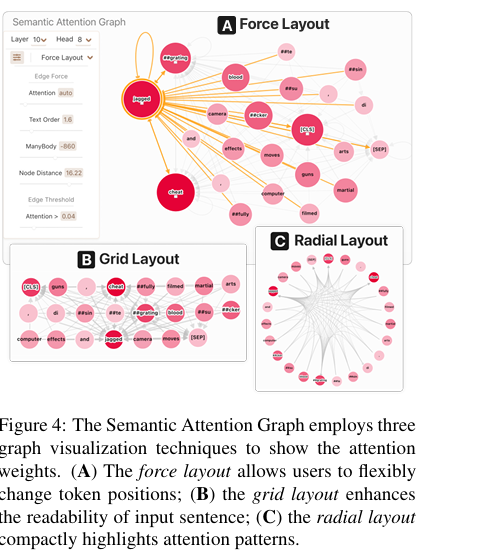 Semantic Attention Graph
A Force Layout
Layer 10 Head 8
Force Layout
Edge Force
Attention auto
Text Order 1.6
ManyBody -860
Node Distance 16.22
Edge Threshold
Attention > 0.04
##grating
##te
blood
##sin
jagged
##su
,
di
camera
##cker
[CLS]
and
effects
moves
arts
[SEP]
guns
cheat
,
computer
martial
##fully
filmed
B Grid Layout
[CLS] guns , cheat ##fully filmed martial arts
, di ##sin ##te ##grating blood ##su ##cker
computer effects and jagged camera moves [SEP]
C Radial Layout
Figure 4: The Semantic Attention Graph employs three
graph visualization techniques to show the attention
weights. (A) The force layout allows users to flexibly
change token positions; (B) the grid layout enhances
the readability of input sentence; (C) the radial layout
compactly highlights attention patterns.